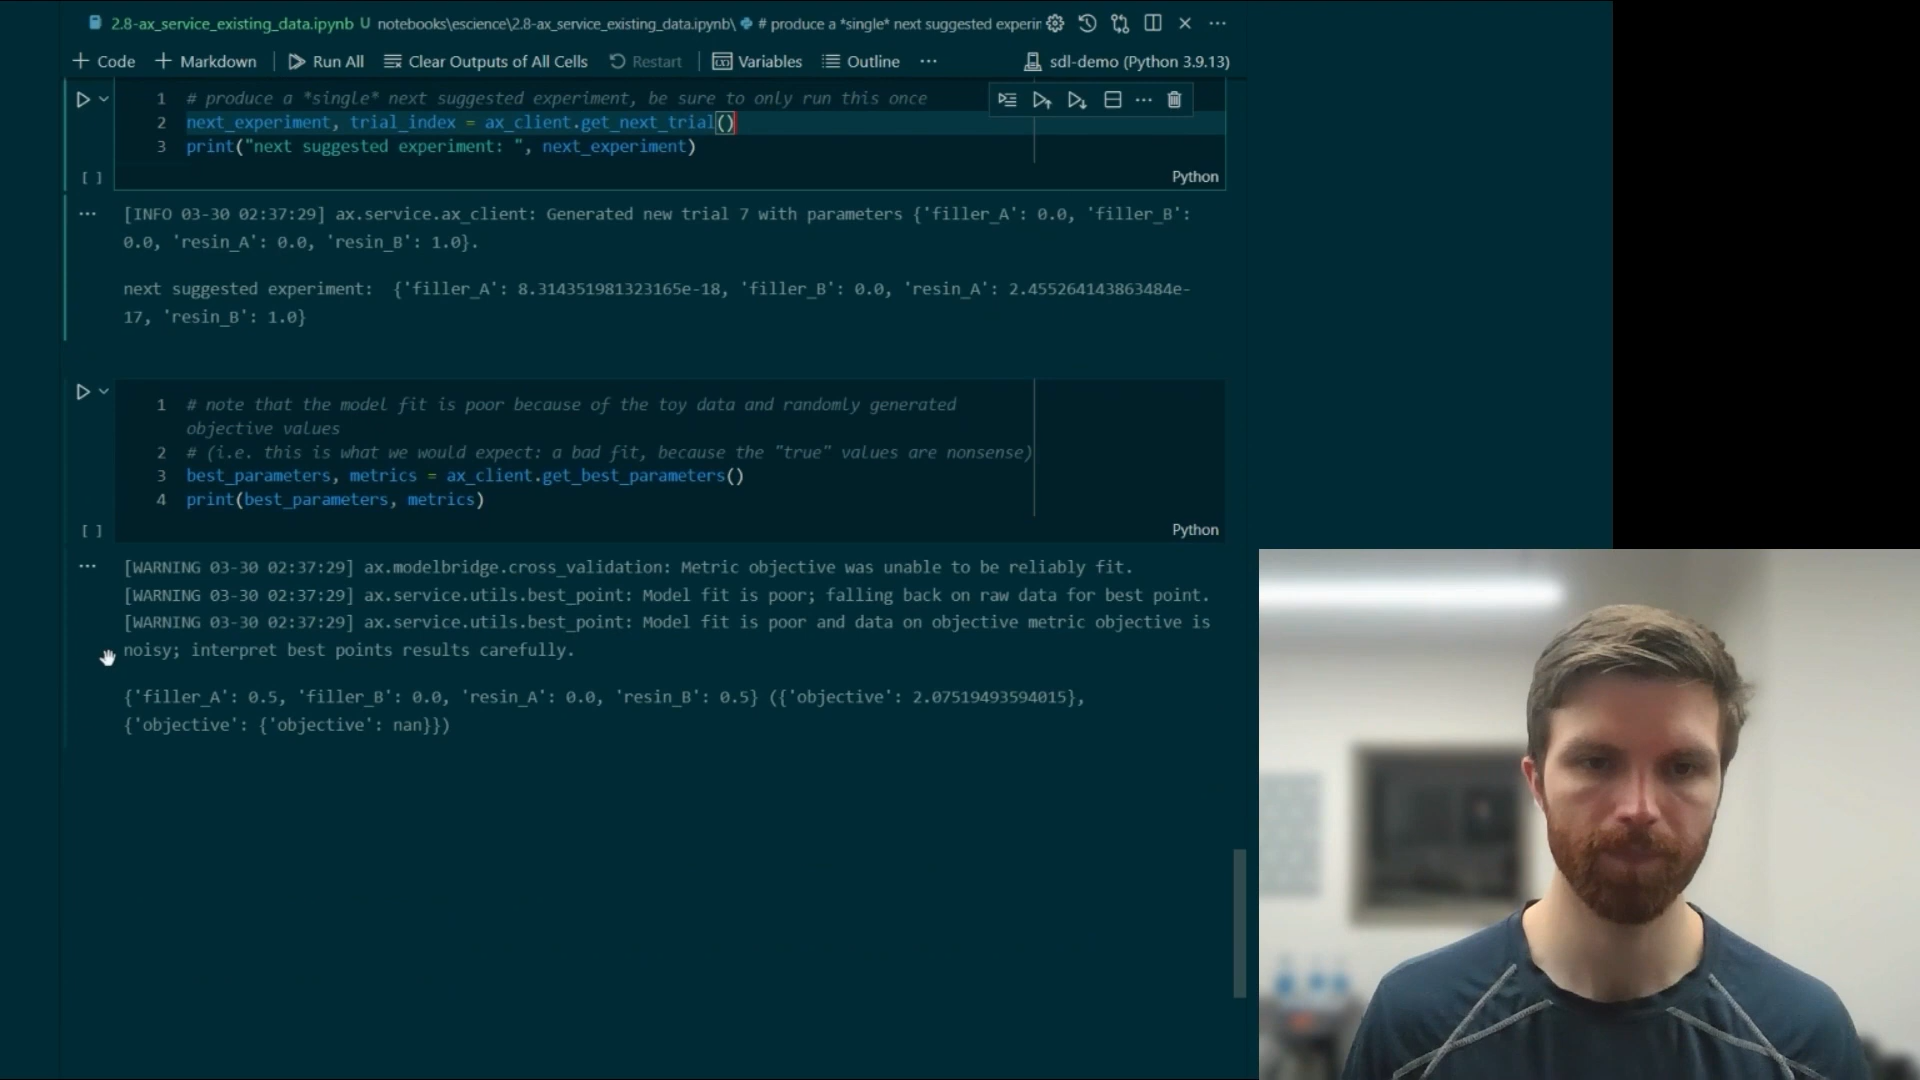 2.8-ax_service_existing_data.ipynb U notebooks\escience\2.8-ax_service_existing_data.ipynb\ # produce a *single* next suggested experir
Code Markdown Run All Clear Outputs of All Cells Restart Variables Outline ··· sdl-demo (Python 3.9.13)
1 # produce a *single* next suggested experiment, be sure to only run this once
2 next_experiment, trial_index = ax_client.get_next_trial()
3 print("next suggested experiment: ", next_experiment)
[ ] Python
[INFO 03-30 02:37:29] ax.service.ax_client: Generated new trial 7 with parameters {'filler_A': 0.0, 'filler_B':
0.0, 'resin_A': 0.0, 'resin_B': 1.0}.
next suggested experiment:  {'filler_A': 8.314351981323165e-18, 'filler_B': 0.0, 'resin_A': 2.455264143863484e-
17, 'resin_B': 1.0}
1 # note that the model fit is poor because of the toy data and randomly generated
objective values
2 # (i.e. this is what we would expect: a bad fit, because the "true" values are nonsense)
3 best_parameters, metrics = ax_client.get_best_parameters()
4 print(best_parameters, metrics)
[ ] Python
[WARNING 03-30 02:37:29] ax.modelbridge.cross_validation: Metric objective was unable to be reliably fit.
[WARNING 03-30 02:37:29] ax.service.utils.best_point: Model fit is poor; falling back on raw data for best point.
[WARNING 03-30 02:37:29] ax.service.utils.best_point: Model fit is poor and data on objective metric objective is
noisy; interpret best points results carefully.
{'filler_A': 0.5, 'filler_B': 0.0, 'resin_A': 0.0, 'resin_B': 0.5} ({'objective': 2.07519493594015},
{'objective': {'objective': nan}})